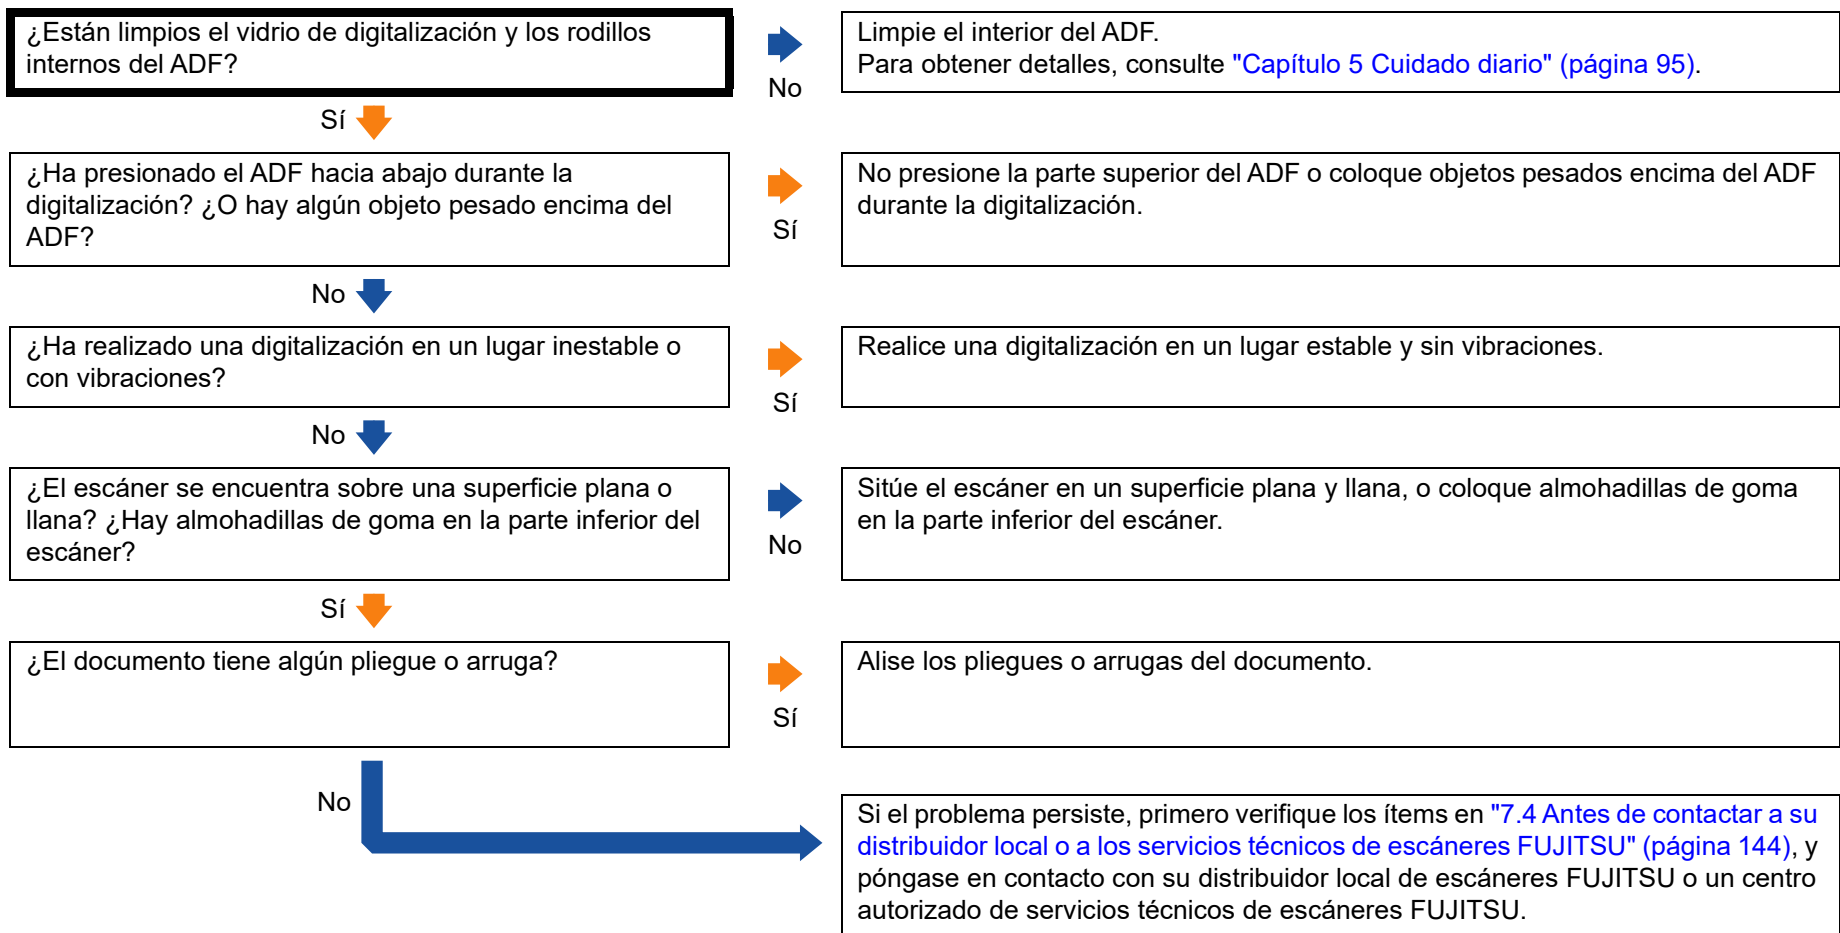 ¿Están limpios el vidrio de digitalización y los rodillos
internos del ADF?
No
Limpie el interior del ADF.
Para obtener detalles, consulte "Capítulo 5 Cuidado diario" (página 95).
Sí
¿Ha presionado el ADF hacia abajo durante la
digitalización? ¿O hay algún objeto pesado encima del
ADF?
Sí
No presione la parte superior del ADF o coloque objetos pesados encima del ADF
durante la digitalización.
No
¿Ha realizado una digitalización en un lugar inestable o
con vibraciones?
Sí
Realice una digitalización en un lugar estable y sin vibraciones.
No
¿El escáner se encuentra sobre una superficie plana o
llana? ¿Hay almohadillas de goma en la parte inferior del
escáner?
No
Sitúe el escáner en un superficie plana y llana, o coloque almohadillas de goma
en la parte inferior del escáner.
Sí
¿El documento tiene algún pliegue o arruga?
Sí
Alise los pliegues o arrugas del documento.
No
Si el problema persiste, primero verifique los ítems en "7.4 Antes de contactar a su
distribuidor local o a los servicios técnicos de escáneres FUJITSU" (página 144), y
póngase en contacto con su distribuidor local de escáneres FUJITSU o un centro
autorizado de servicios técnicos de escáneres FUJITSU.